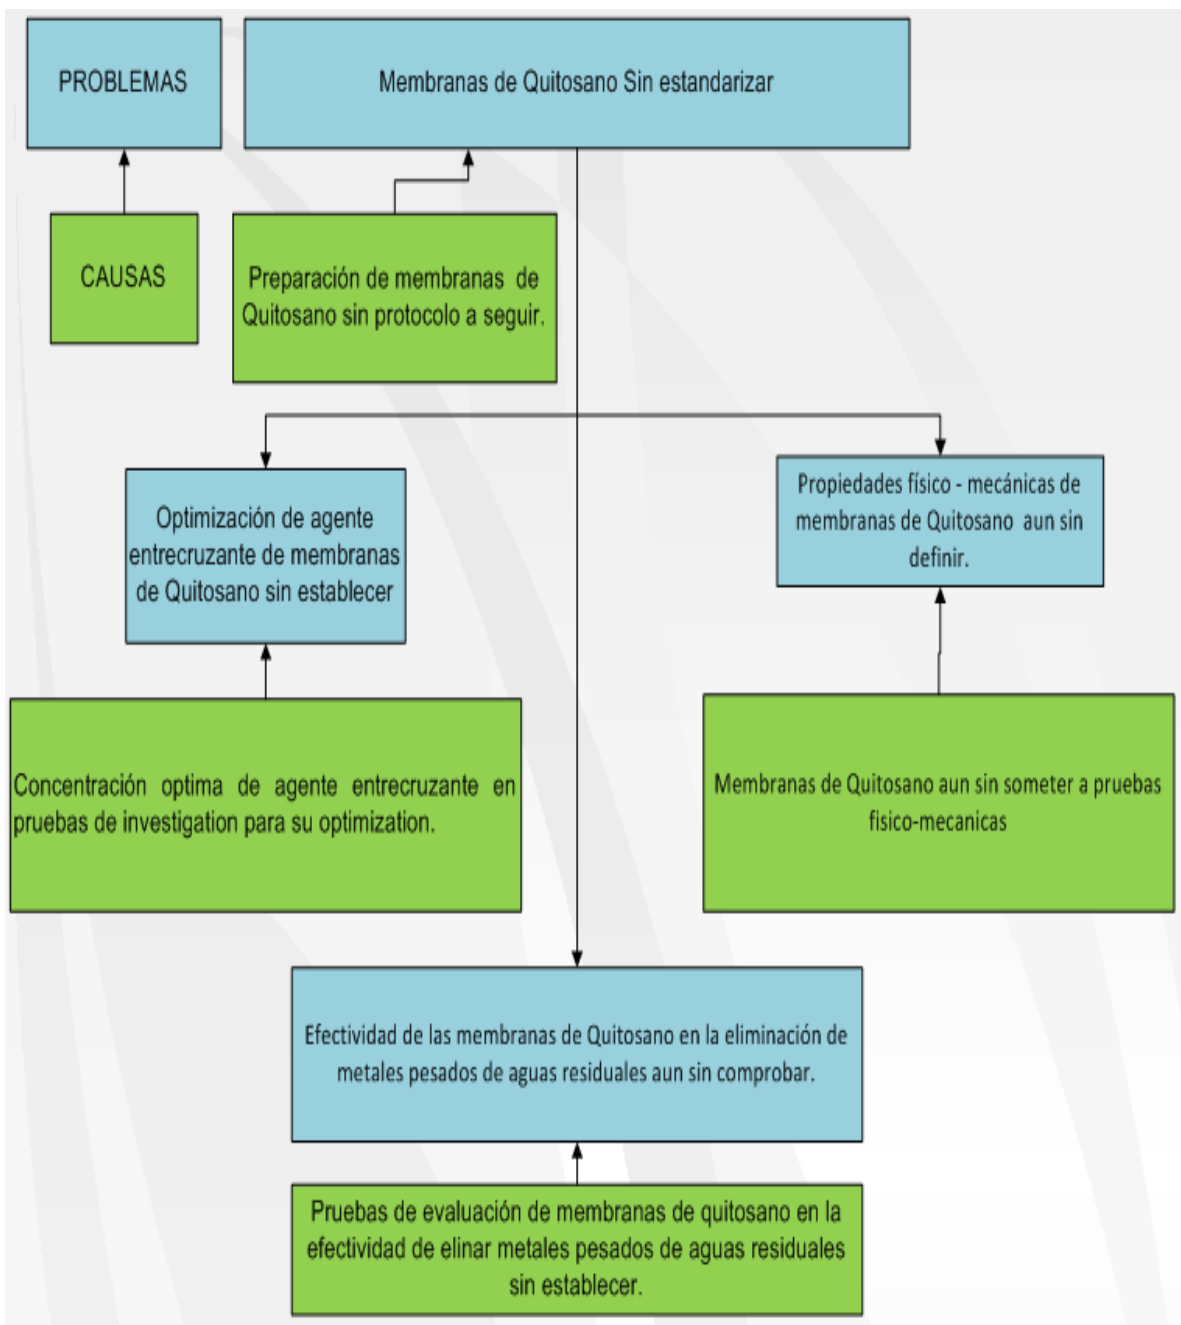 PROBLEMAS
Membranas de Quitosano Sin estandarizar
CAUSAS
Preparación de membranas de
Quitosano sin protocolo a seguir.
Optimización de agente
entrecruzante de membranas
de Quitosano sin establecer
Propiedades físico - mecánicas de
membranas de Quitosano aun sin
definir.
Concentración optima de agente entrecruzante en
pruebas de investigation para su optimization.
Membranas de Quitosano aun sin someter a pruebas
fisico-mecanicas
Efectividad de las membranas de Quitosano en la eliminación de
metales pesados de aguas residuales aun sin comprobar.
Pruebas de evaluación de membranas de quitosano en la
efectividad de elinar metales pesados de aguas residuales
sin establecer.